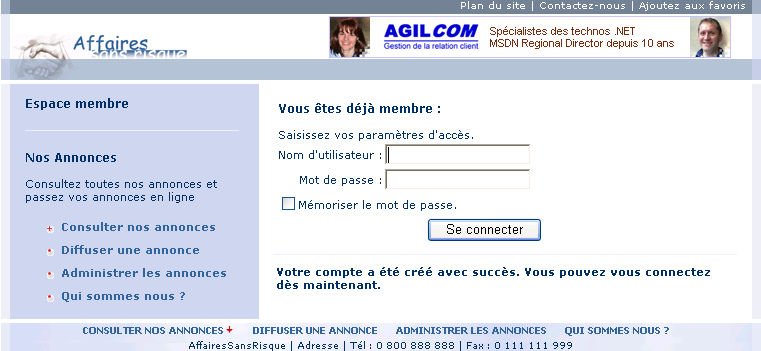 Plan du site | Contactez-nous | Ajoutez aux favoris
Affaires
sans risque
AGILCOM
Gestion de la relation client
Spécialistes des technos .NET
MSDN Regional Director depuis 10 ans
Espace membre
Nos Annonces
Consultez toutes nos annonces et
passez vos annonces en ligne
Consulter nos annonces
Diffuser une annonce
Administrer les annonces
Qui sommes nous ?
Vous êtes déjà membre :
Saisissez vos paramètres d'accès.
Nom d'utilisateur :
Mot de passe :
Mémoriser le mot de passe.
Se connecter
Votre compte a été créé avec succès. Vous pouvez vous connectez
dès maintenant.
CONSULTER NOS ANNONCES DIFFUSER UNE ANNONCE ADMINISTRER LES ANNONCES QUI SOMMES NOUS ?
AffairesSansRisque | Adresse | Tél : 0 800 888 888 | Fax : 0 111 111 999